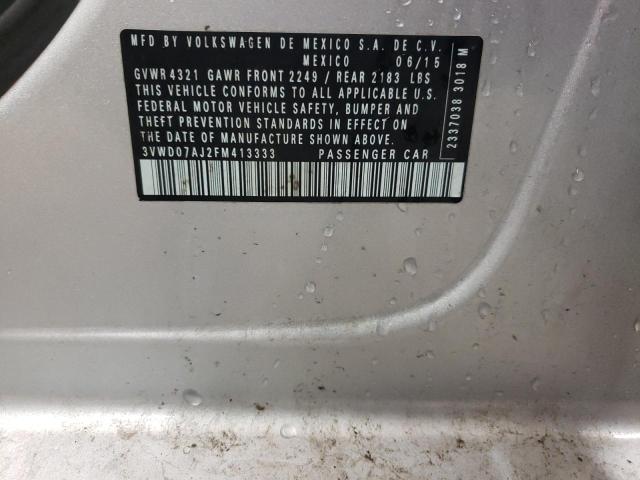 MFD BY VOLKSWAGEN DE MEXICO S.A. DE C.V.
MEXICO 06/15
GVWR 4321 GAWR FRONT 2249 / REAR 2183 LBS
THIS VEHICLE CONFORMS TO ALL APPLICABLE U.S.
FEDERAL MOTOR VEHICLE SAFETY, BUMPER AND
THEFT PREVENTION STANDARDS IN EFFECT ON
THE DATE OF MANUFACTURE SHOWN ABOVE.
3VWD07AJ2FM413333 PASSENGER CAR
2337038 3018 M